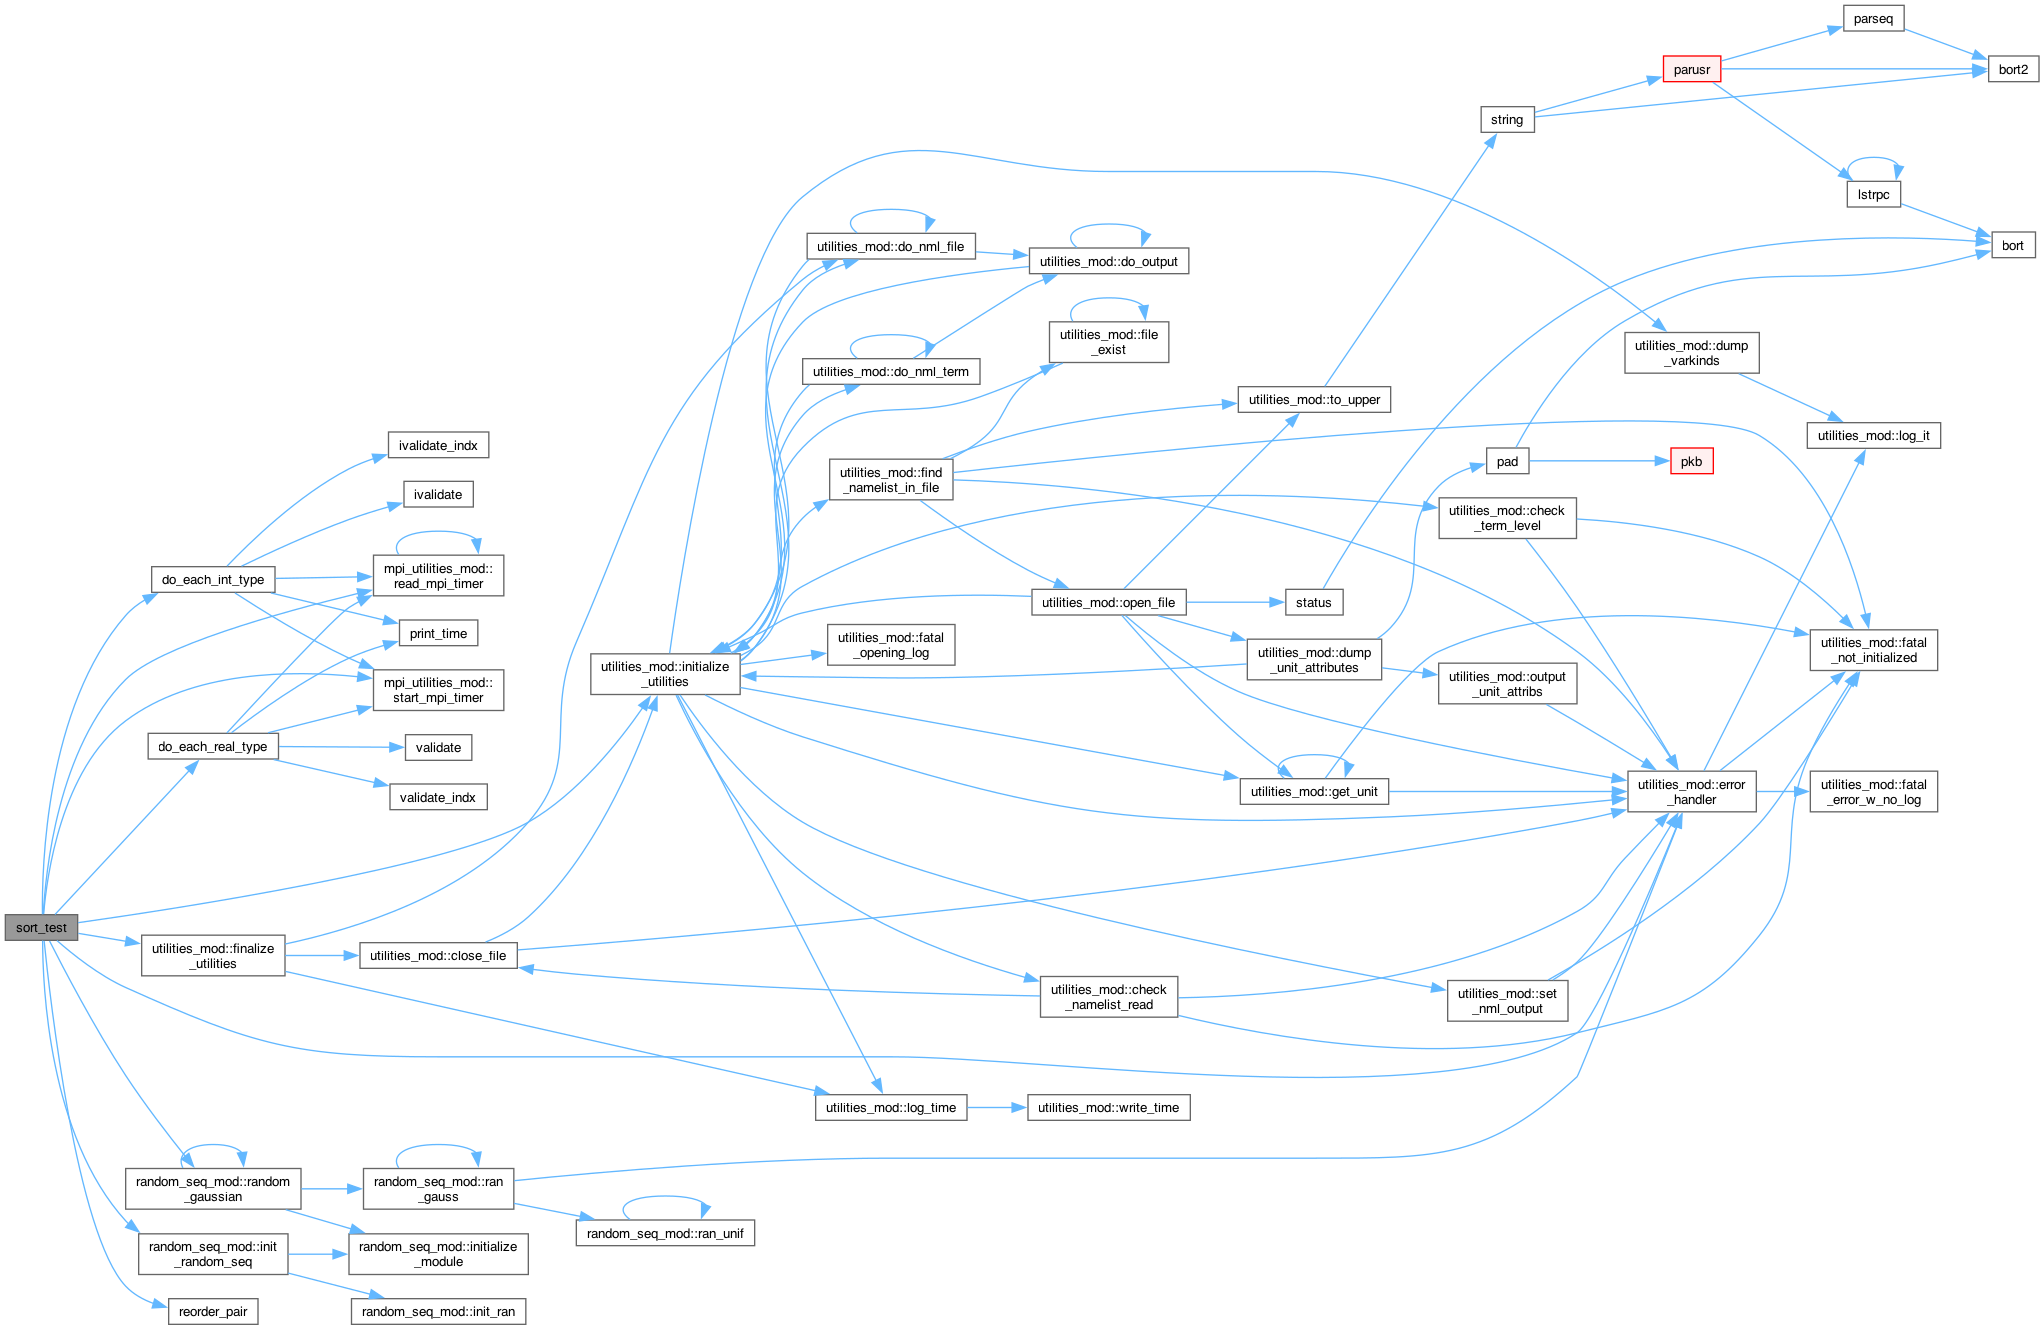 parseq
parusr
bort2
string
lstrpc
bort
utilities_mod::do_nml_file
utilities_mod::do_output
utilities_mod::file
_exist
utilities_mod::dump
_varkinds
utilities_mod::do_nml_term
utilities_mod::to_upper
utilities_mod::log_it
ivalidate_indx
pad
pkb
utilities_mod::find
_namelist_in_file
ivalidate
utilities_mod::check
_term_level
mpi_utilities_mod::
read_mpi_timer
do_each_int_type
utilities_mod::open_file
status
print_time
utilities_mod::fatal
_opening_log
utilities_mod::fatal
_not_initialized
utilities_mod::initialize
_utilities
utilities_mod::dump
_unit_attributes
utilities_mod::output
_unit_attribs
mpi_utilities_mod::
start_mpi_timer
do_each_real_type
validate
validate_indx
utilities_mod::get_unit
utilities_mod::error
_handler
utilities_mod::fatal
_error_w_no_log
sort_test
utilities_mod::finalize
_utilities
utilities_mod::close_file
utilities_mod::check
_namelist_read
utilities_mod::set
_nml_output
utilities_mod::log_time
utilities_mod::write_time
random_seq_mod::random
_gaussian
random_seq_mod::ran
_gauss
random_seq_mod::ran_unif
random_seq_mod::init
_random_seq
random_seq_mod::initialize
_module
reorder_pair
random_seq_mod::init_ran